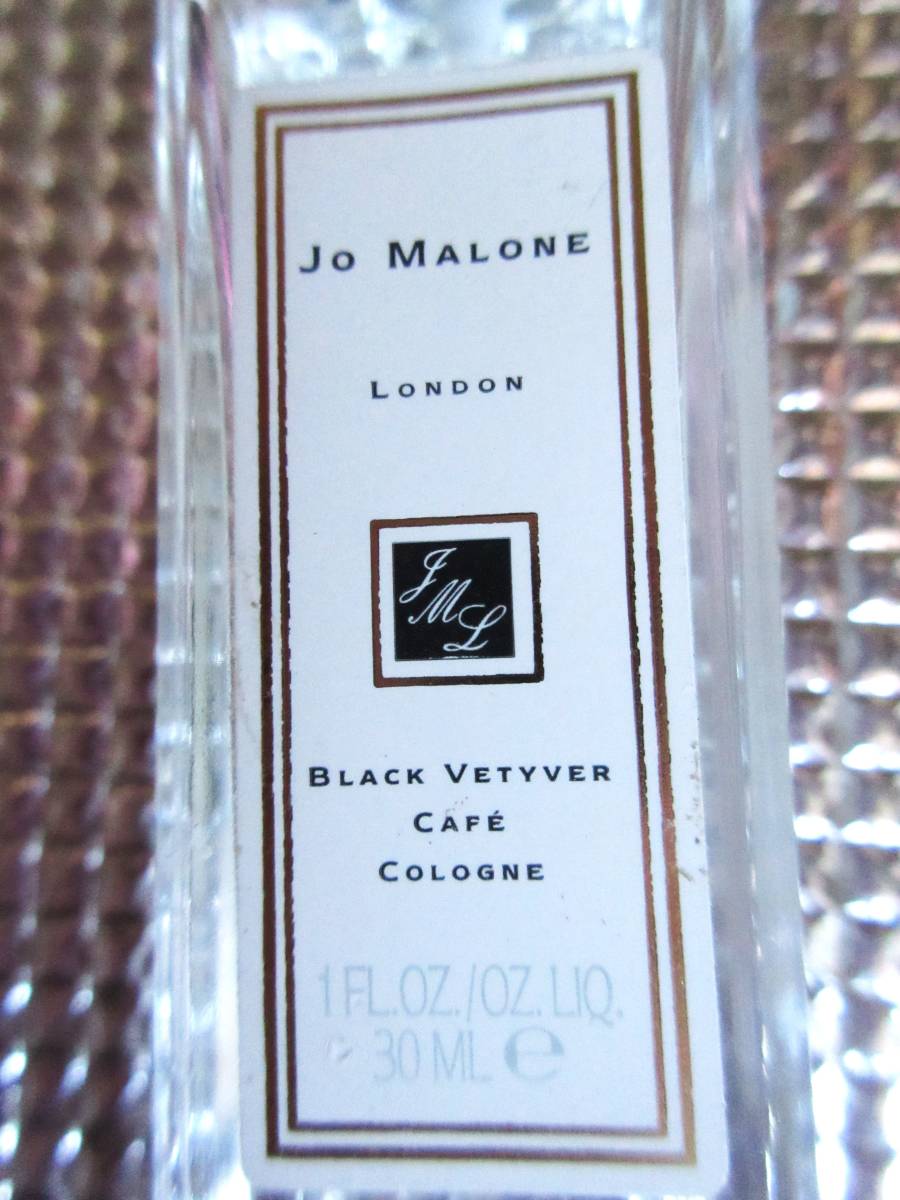 JO MALONE
LONDON
JML
BLACK VETYVER
CAFÉ
COLOGNE
1 FL.OZ./OZ. LIQ.
30 ML ℮